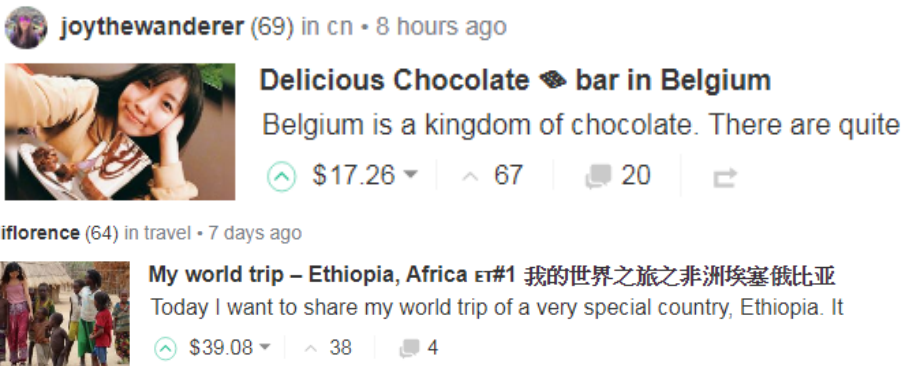 joythewanderer (69) in cn • 8 hours ago
Delicious Chocolate 🍫 bar in Belgium
Belgium is a kingdom of chocolate. There are quite
$17.26 67 20
iflorence (64) in travel • 7 days ago
My world trip – Ethiopia, Africa ᴇᴛ#1 我的世界之旅之非洲埃塞俄比亚
Today I want to share my world trip of a very special country, Ethiopia. It
$39.08 38 4